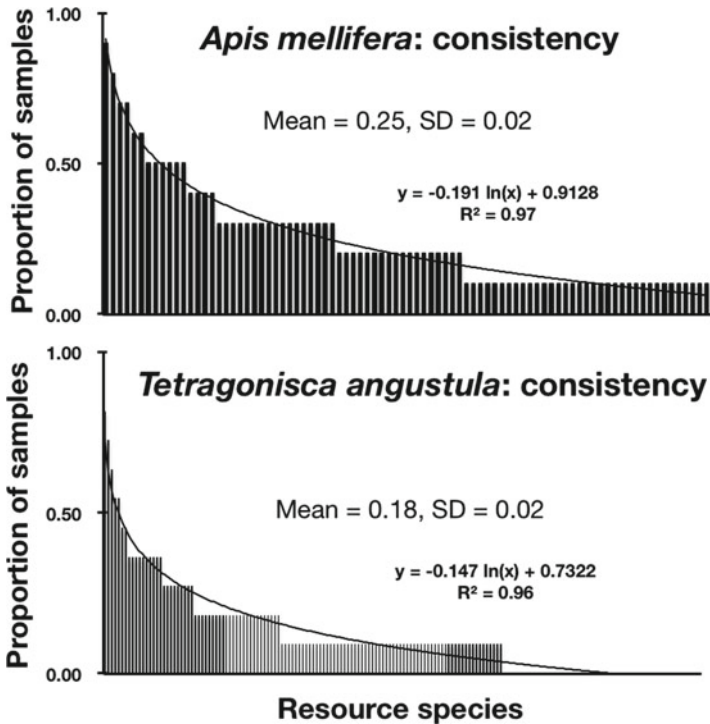 1.00
Apis mellifera: consistency
Mean = 0.25, SD = 0.02
0.50
y = -0.191 ln(x) + 0.9128
R² = 0.97
0.00
Proportion of samples
1.00
Tetragonisca angustula: consistency
0.50
Mean = 0.18, SD = 0.02
y = -0.147 ln(x) + 0.7322
R² = 0.96
0.00
Proportion of samples
Resource species